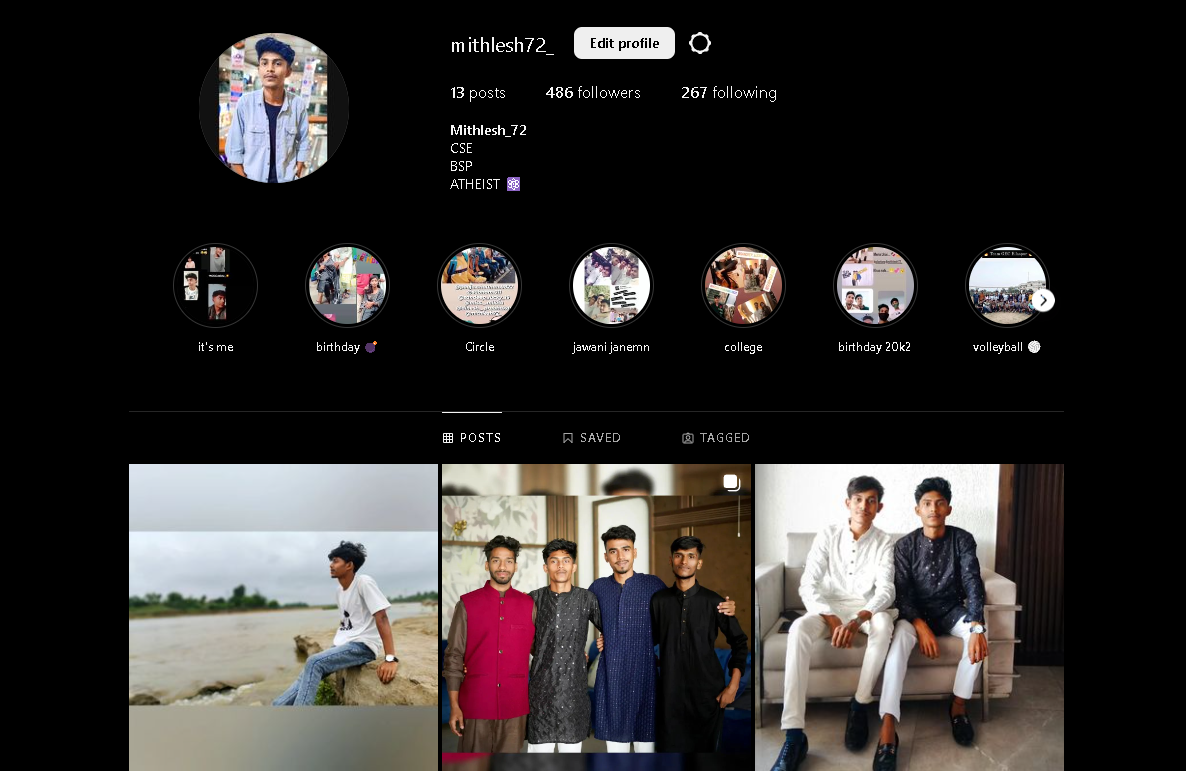 mithlesh72_
Edit profile
13 posts
486 followers
267 following
Mithlesh_72
CSE
BSP
ATHEIST ⚛️
it's me
birthday
Circle
jawani janemn
college
birthday 20k2
volleyball
POSTS
SAVED
TAGGED